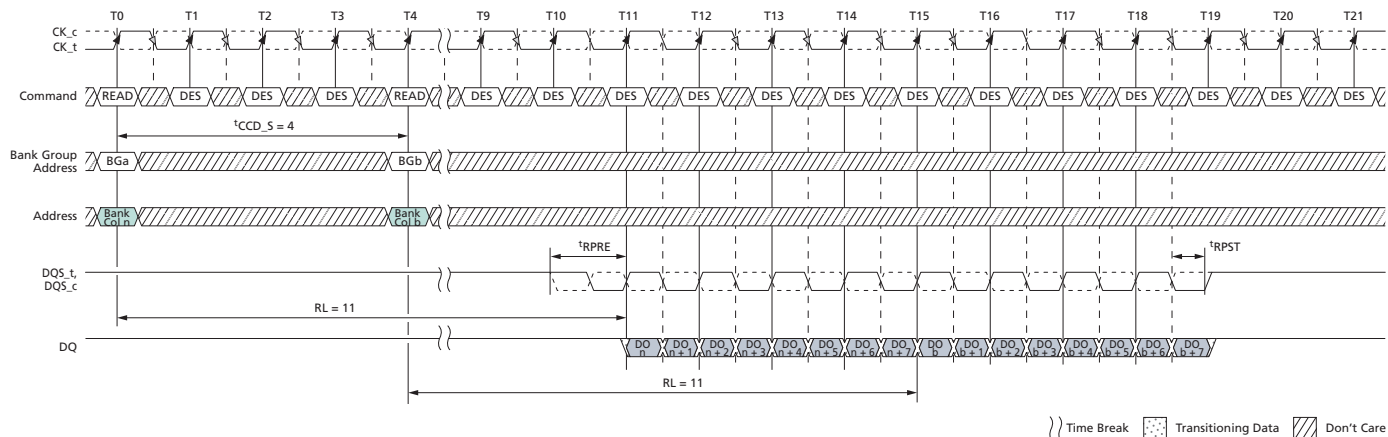 T0 T1 T2 T3 T4 T9 T10 T11 T12 T13 T14 T15 T16 T17 T18 T19 T20 T21
CK_c
CK_t
Command READ DES DES DES READ DES DES DES DES DES DES DES DES DES DES DES DES DES
tCCD_S = 4
Bank Group
Address BGa BGb
Address Bank
Col n Bank
Col b
tRPRE tRPST
DQS_t,
DQS_c
RL = 11
DQ DO
n DO
n + 1 DO
n + 2 DO
n + 3 DO
n + 4 DO
n + 5 DO
n + 6 DO
n + 7 DO
b DO
b + 1 DO
b + 2 DO
b + 3 DO
b + 4 DO
b + 5 DO
b + 6 DO
b + 7
RL = 11
Time Break Transitioning Data Don't Care